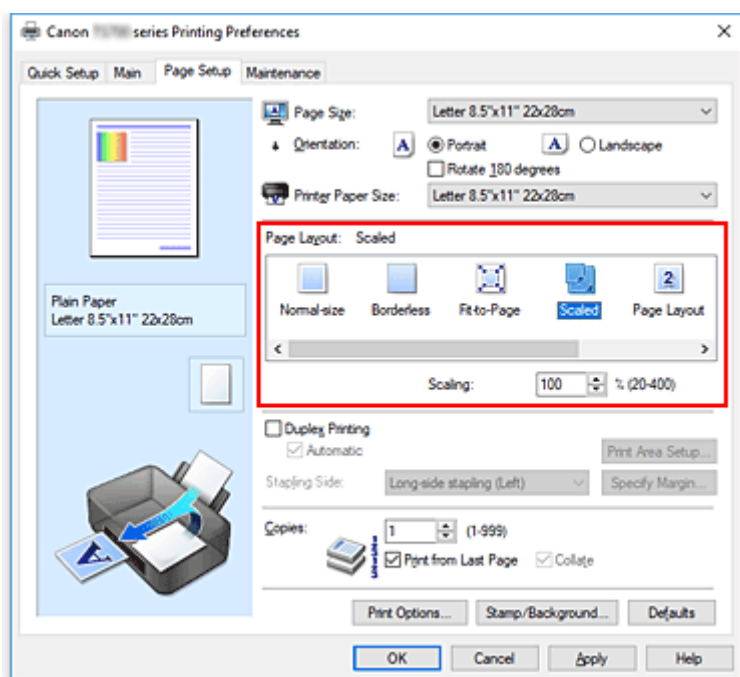 Canon series Printing Preferences
Quick Setup Main Page Setup Maintenance
Page Size: Letter 8.5"x11" 22x28cm
Orientation: A Portrait A Landscape
Rotate 180 degrees
Printer Paper Size: Letter 8.5"x11" 22x28cm
Page Layout: Scaled
Normal-size Borderless Fit-to-Page Scaled 2 Page Layout
Scaling: 100 % (20-400)
Plain Paper
Letter 8.5"x11" 22x28cm
Duplex Printing
Automatic Print Area Setup...
Stapling Side: Long-side stapling (Left) Specify Margin...
Copies: 1 (1-999)
Print from Last Page Collate
A
Print Options... Stamp/Background... Defaults
OK Cancel Apply Help